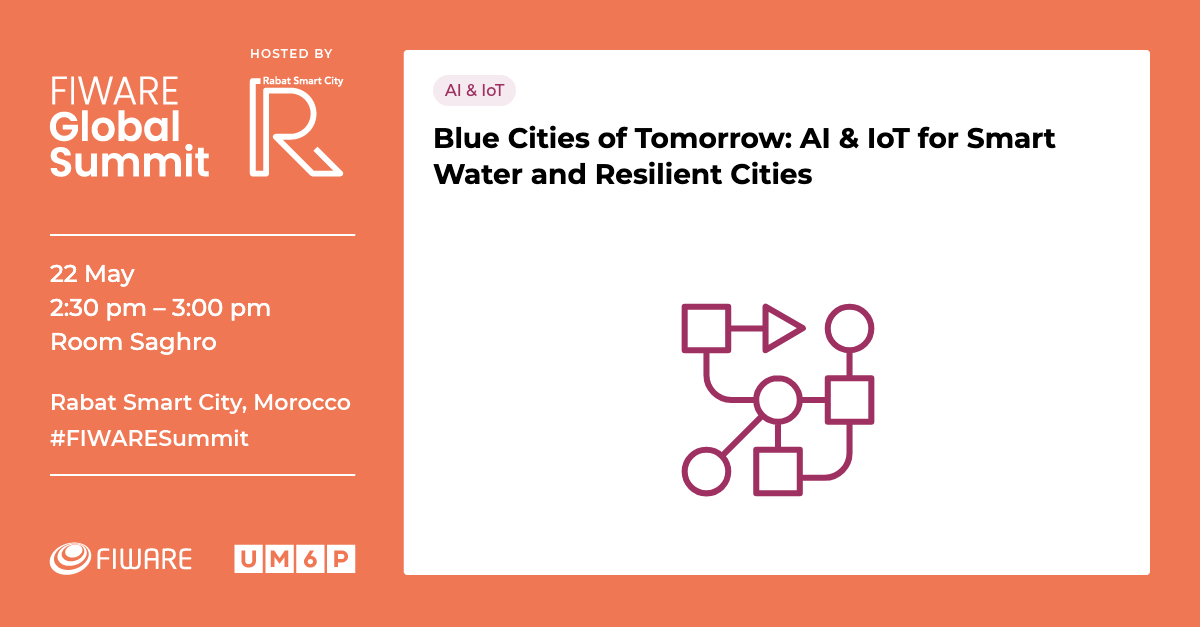 HOSTED BY
FIWARE
Global
Summit
Rabat Smart City
R
22 May
2:30 pm – 3:00 pm
Room Saghro
Rabat Smart City, Morocco
#FIWARESummit
FIWARE
UM6P
AI & IoT
Blue Cities of Tomorrow: AI & IoT for Smart
Water and Resilient Cities